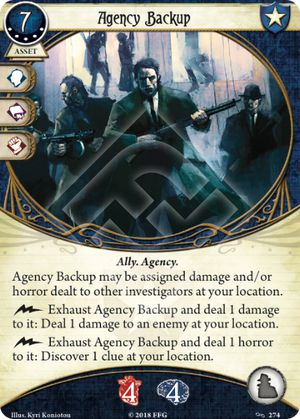 Agency Backup
7
ASSET
Ally. Agency.
Agency Backup may be assigned damage and/or
horror dealt to other investigators at your location.
Exhaust Agency Backup and deal 1 damage
to it: Deal 1 damage to an enemy at your location.
Exhaust Agency Backup and deal 1 horror
to it: Discover 1 clue at your location.
4 4
Illus. Kyri Koniotou
© 2018 FFG
274